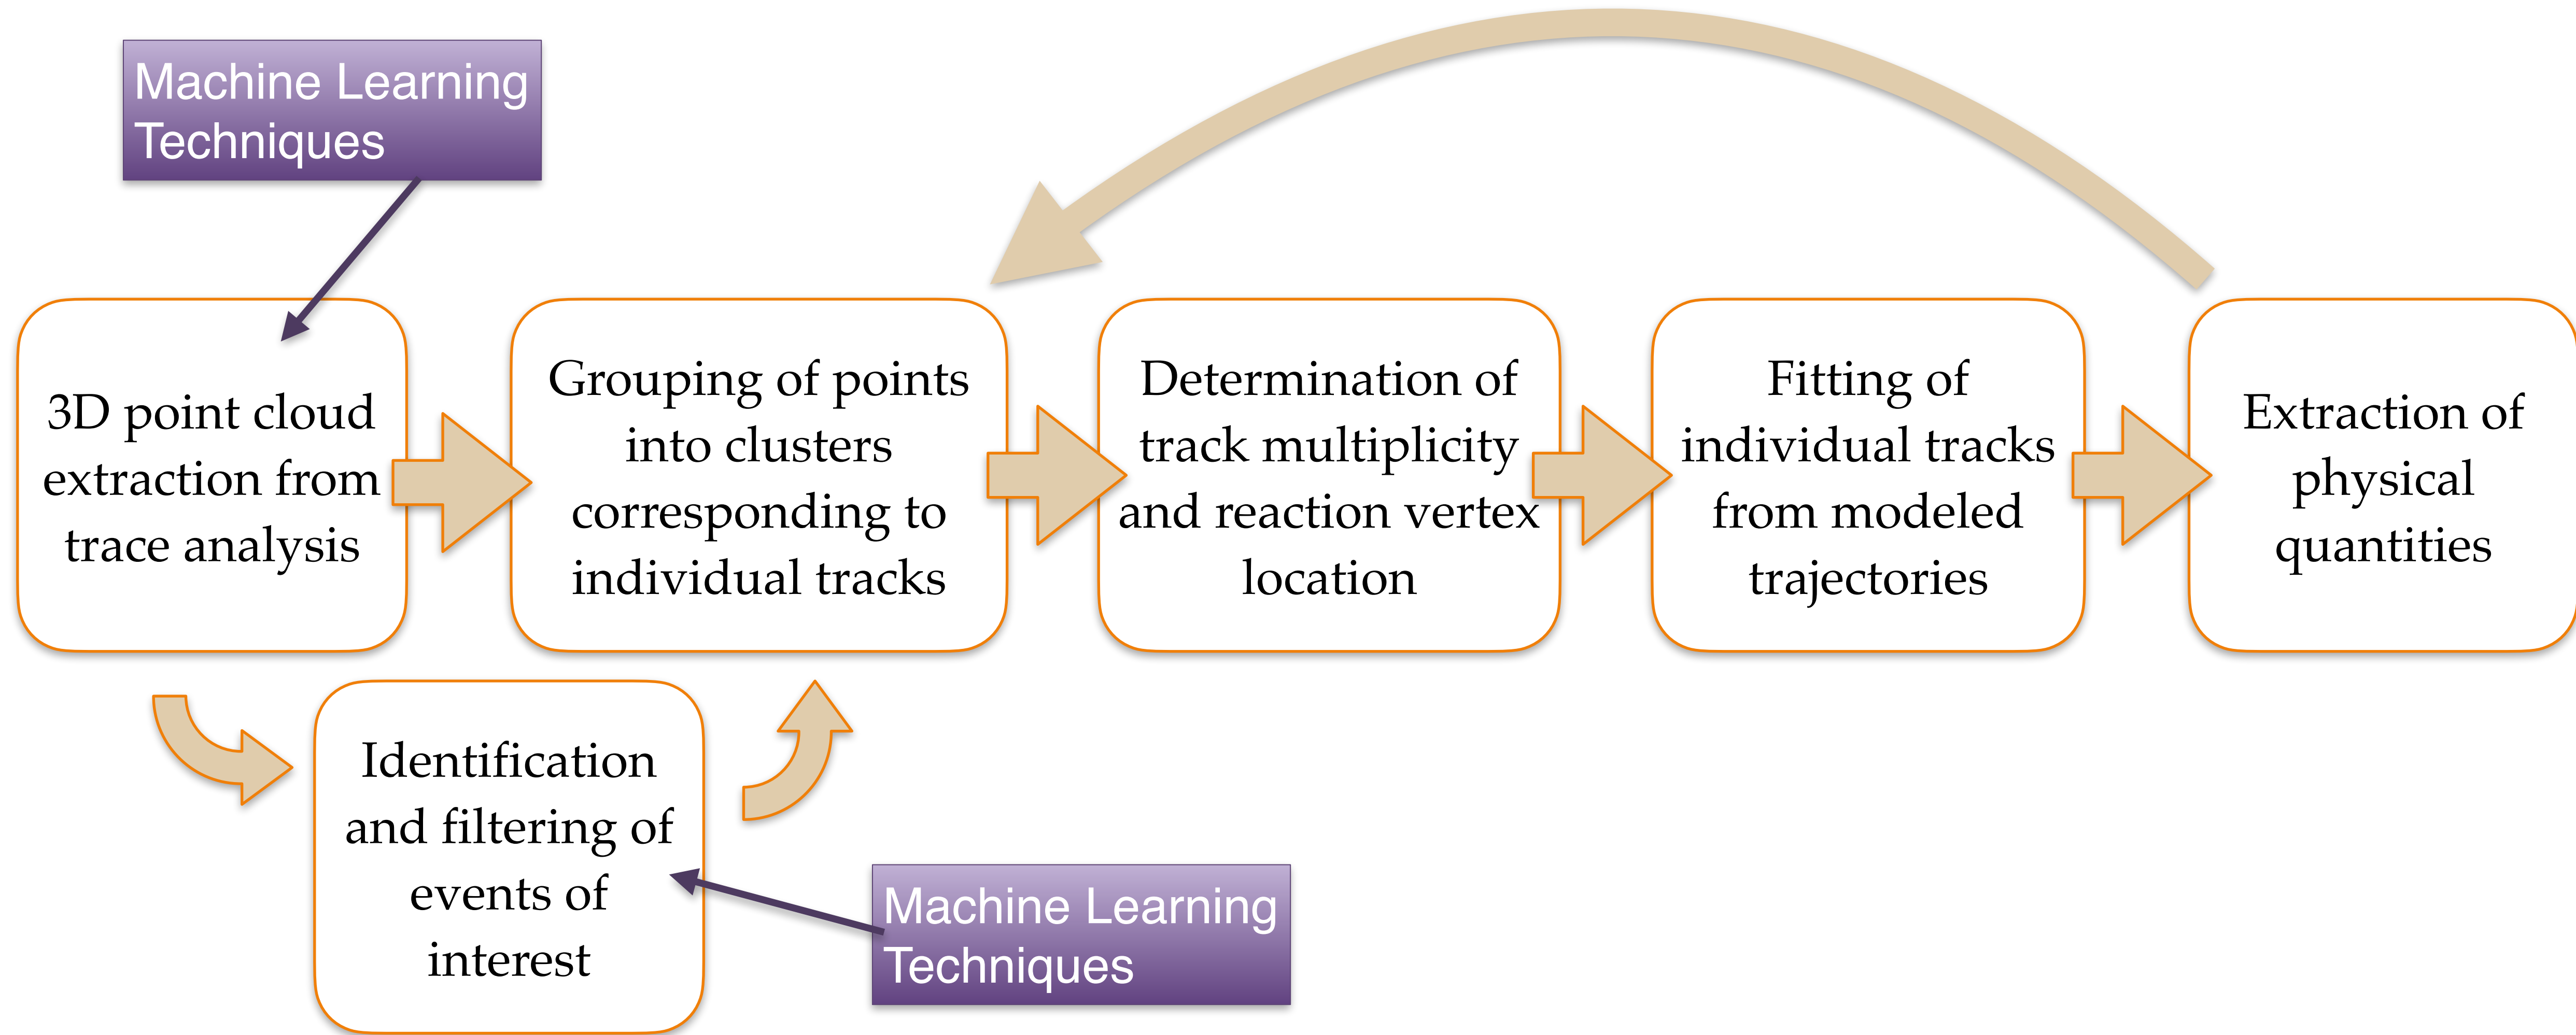 Machine Learning
Techniques
3D point cloud
extraction from
trace analysis
Grouping of points
into clusters
corresponding to
individual tracks
Determination of
track multiplicity
and reaction vertex
location
Fitting of
individual tracks
from modeled
trajectories
Extraction of
physical
quantities
Identification
and filtering of
events of
interest
Machine Learning
Techniques